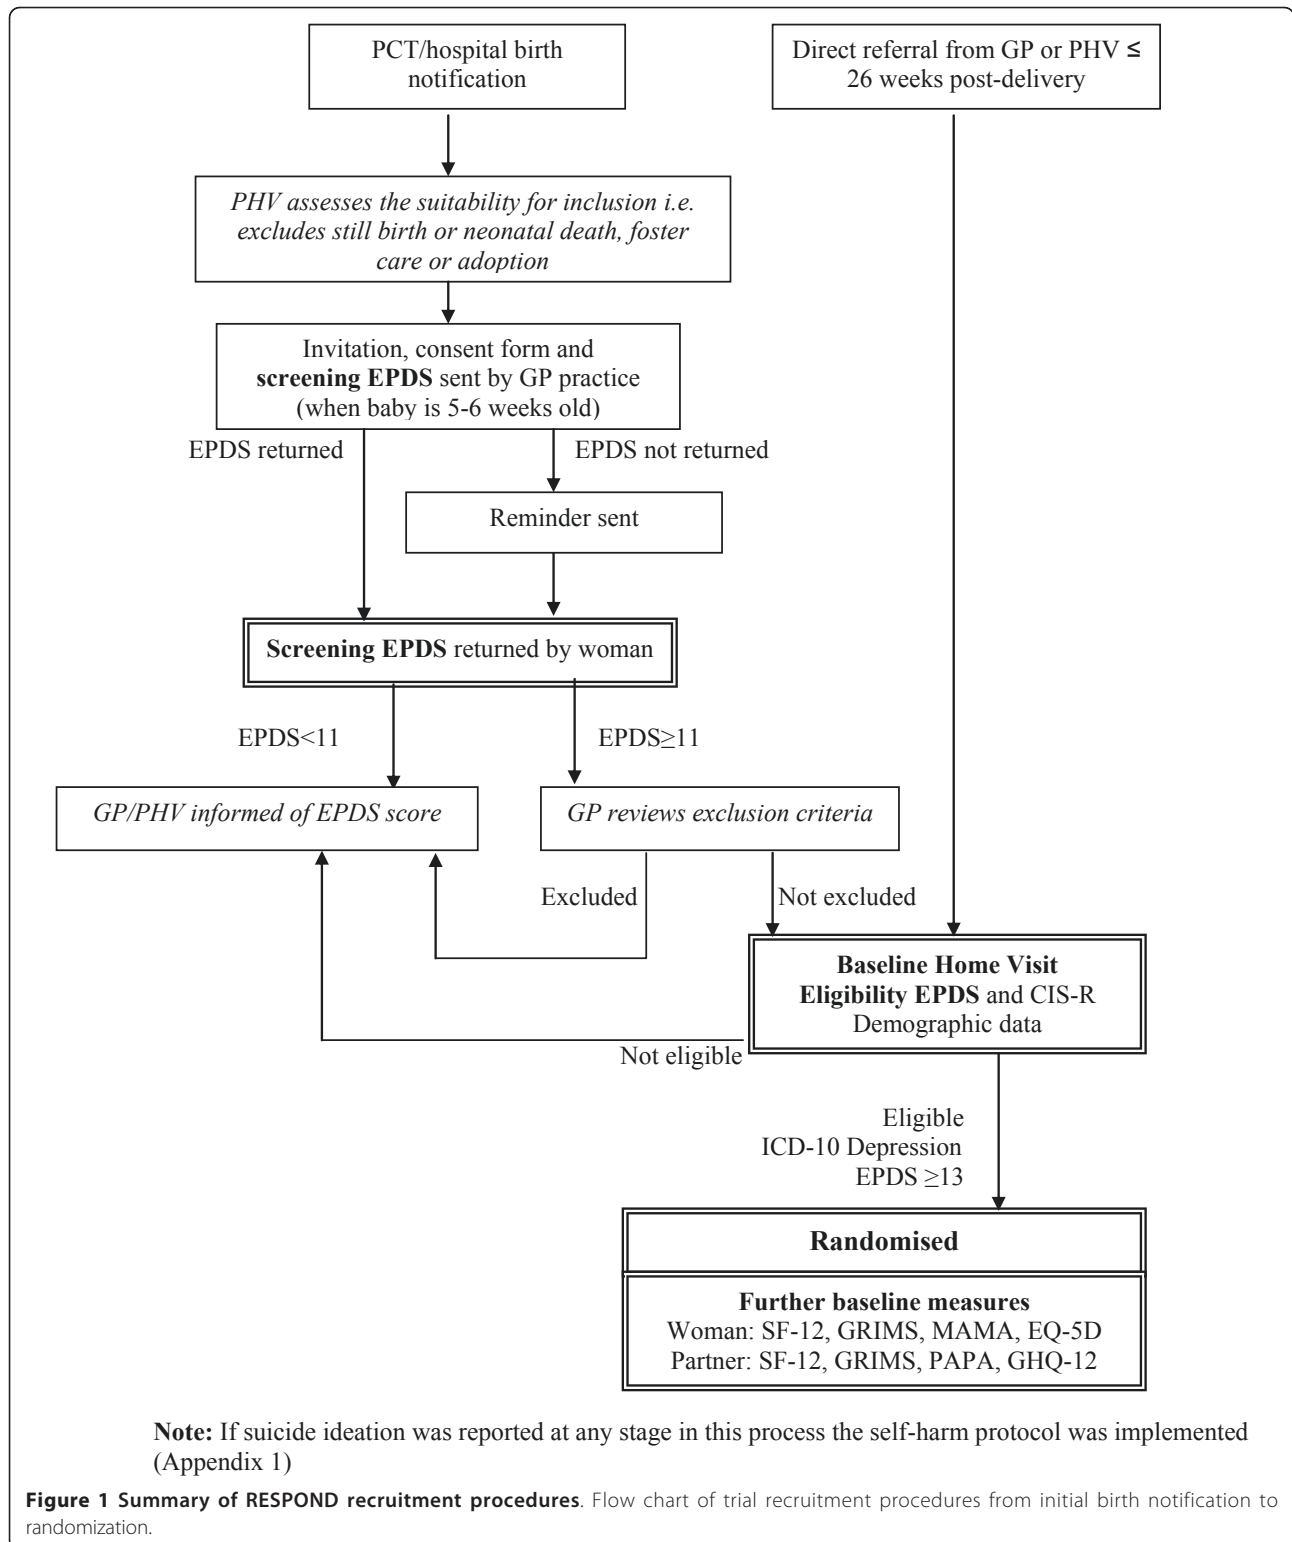 PCT/hospital birth
notification
Direct referral from GP or PHV ≤
26 weeks post-delivery
PHV assesses the suitability for inclusion i.e.
excludes still birth or neonatal death, foster
care or adoption
Invitation, consent form and
screening EPDS sent by GP practice
(when baby is 5-6 weeks old)
EPDS returned
EPDS not returned
Reminder sent
Screening EPDS returned by woman
EPDS<11
EPDS≥11
GP/PHV informed of EPDS score
GP reviews exclusion criteria
Excluded
Not excluded
Baseline Home Visit
Eligibility EPDS and CIS-R
Demographic data
Not eligible
Eligible
ICD-10 Depression
EPDS ≥13
Randomised
Further baseline measures
Woman: SF-12, GRIMS, MAMA, EQ-5D
Partner: SF-12, GRIMS, PAPA, GHQ-12
Note: If suicide ideation was reported at any stage in this process the self-harm protocol was implemented
(Appendix 1)
Figure 1 Summary of RESPOND recruitment procedures. Flow chart of trial recruitment procedures from initial birth notification to
randomization.